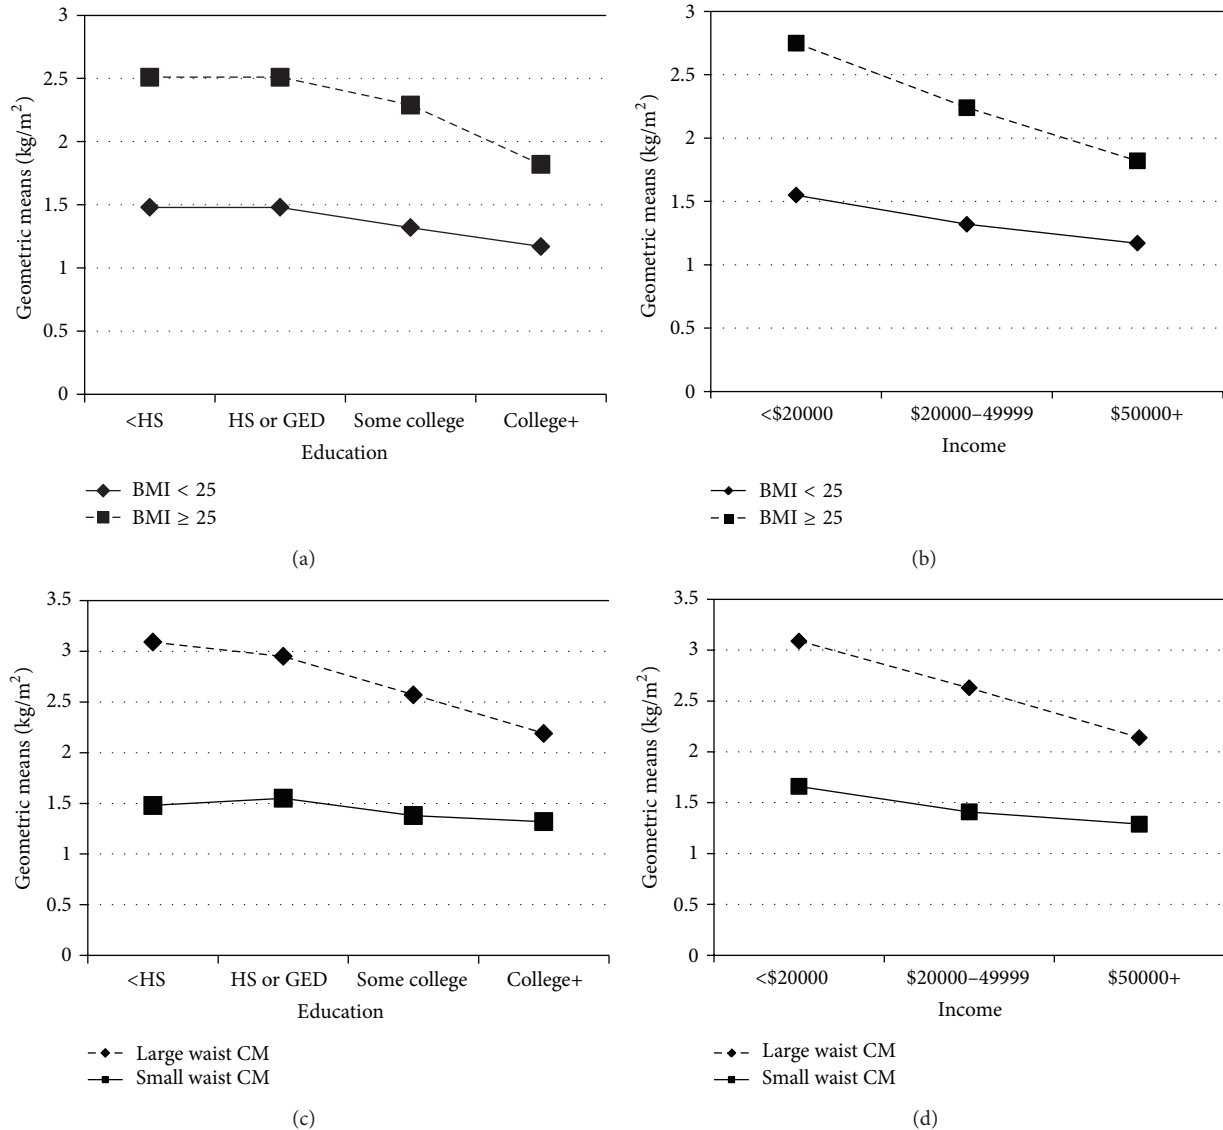 3
2.5
2
1.5
1
0.5
0
Geometric means (kg/m²)
<HS HS or GED Some college College+
Education
BMI < 25
BMI ≥ 25
(a)
3
2.5
2
1.5
1
0.5
0
Geometric means (kg/m²)
<$20000 $20000–49999 $50000+
Income
BMI < 25
BMI ≥ 25
(b)
3.5
3
2.5
2
1.5
1
0.5
0
Geometric means (kg/m²)
<HS HS or GED Some college College+
Education
Large waist CM
Small waist CM
(c)
3.5
3
2.5
2
1.5
1
0.5
0
Geometric means (kg/m²)
<$20000 $20000–49999 $50000+
Income
Large waist CM
Small waist CM
(d)